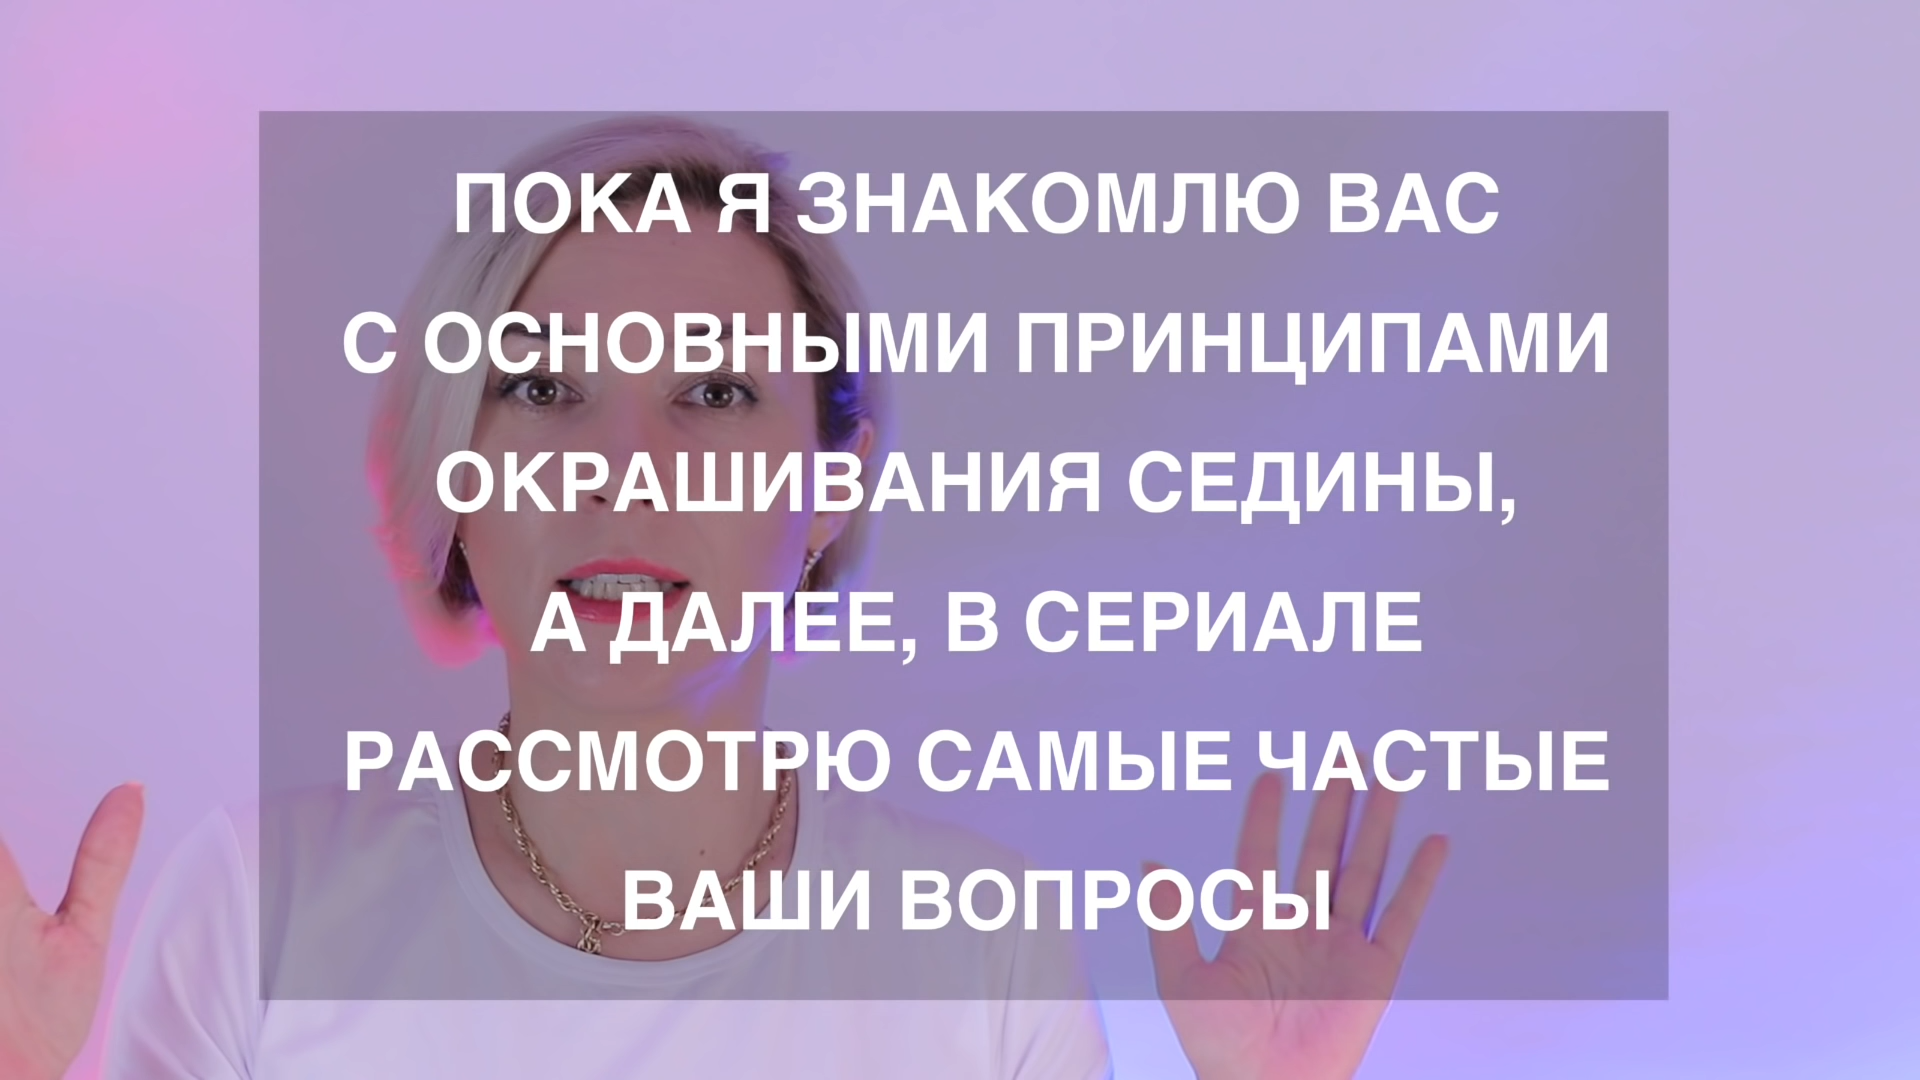 ПОКА Я ЗНАКОМЛЮ ВАС
С ОСНОВНЫМИ ПРИНЦИПАМИ
ОКРАШИВАНИЯ СЕДИНЫ,
А ДАЛЕЕ, В СЕРИАЛЕ
РАССМОТРЮ САМЫЕ ЧАСТЫЕ
ВАШИ ВОПРОСЫ